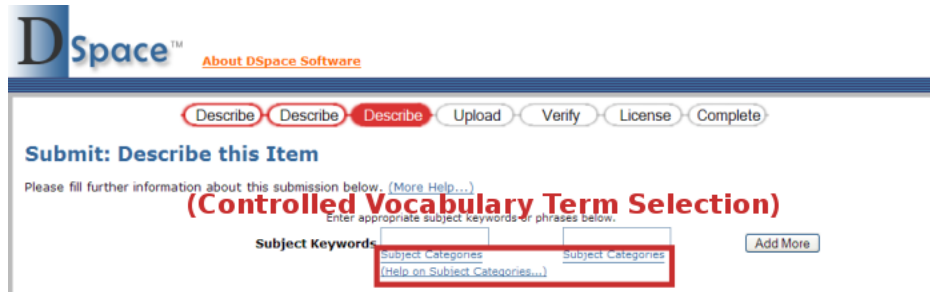 DSpace™
About DSpace Software
Describe Describe Describe Upload Verify License Complete
Submit: Describe this Item
Please fill further information about this submission below. (More Help...)
(Controlled Vocabulary Term Selection)
Enter appropriate subject keywords or phrases below.
Subject Keywords Add More
Subject Categories Subject Categories
(Help on Subject Categories...)